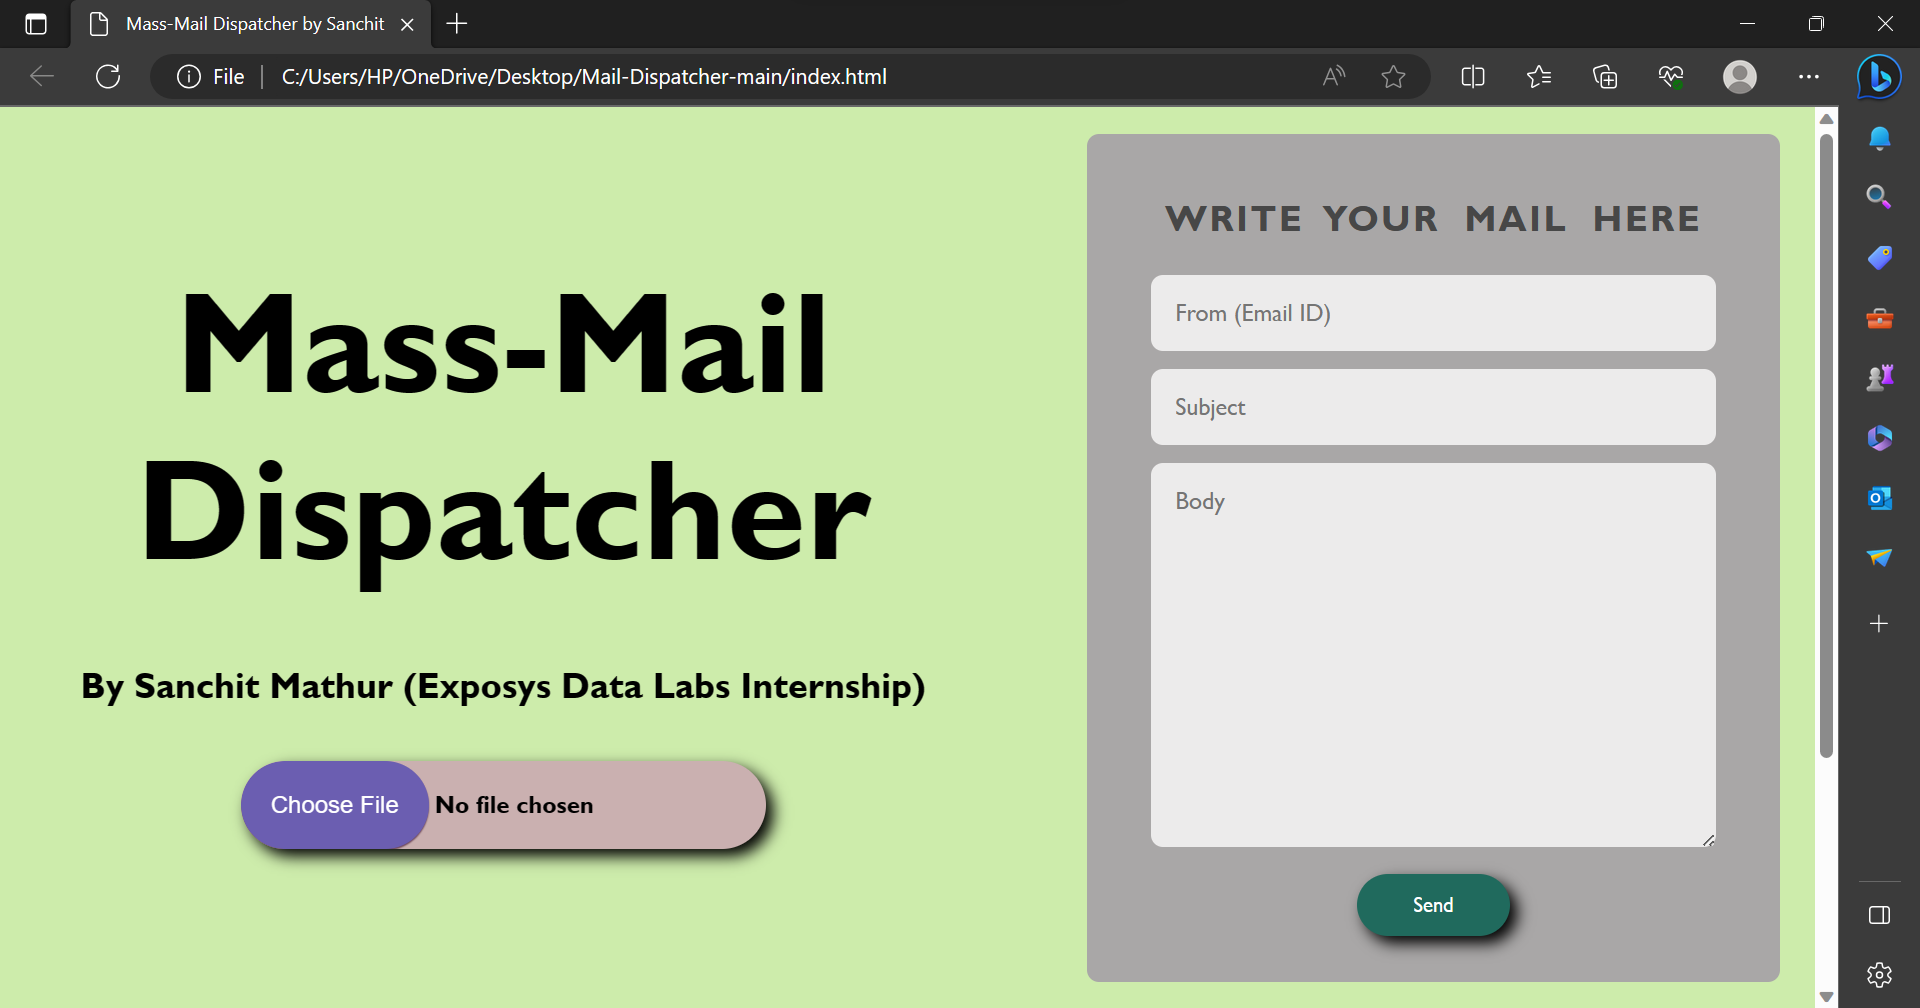 Mass-Mail Dispatcher by Sanchit
File
C:/Users/HP/OneDrive/Desktop/Mail-Dispatcher-main/index.html
Mass-Mail
Dispatcher
By Sanchit Mathur (Exposys Data Labs Internship)
Choose File No file chosen
WRITE YOUR MAIL HERE
From (Email ID)
Subject
Body
Send